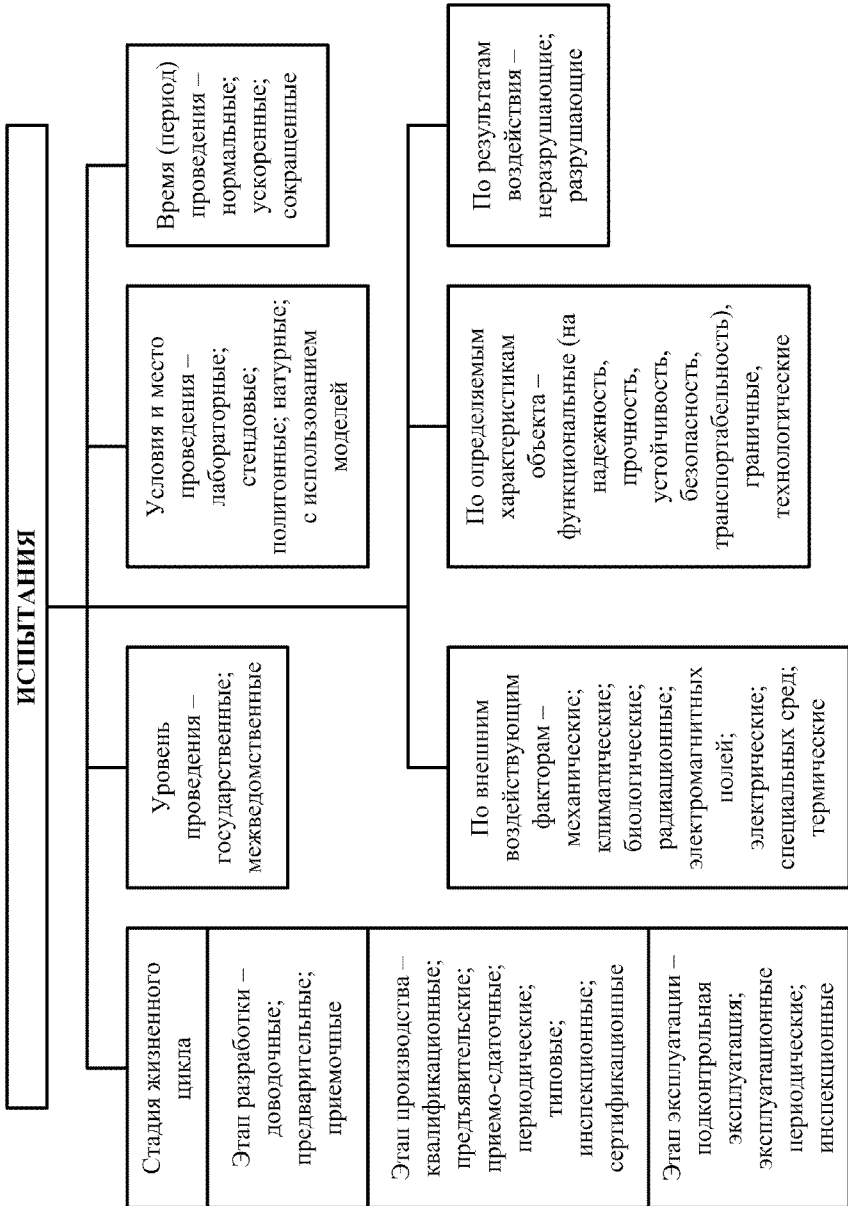 ИСПЫТАНИЯ
Стадия жизненного
цикла
Этап разработки –
доводочные;
предварительные;
приемочные
Этап производства –
квалификационные;
предъявительские;
приемо-сдаточные;
периодические;
типовые;
инспекционные;
сертификационные
Этап эксплуатации –
подконтрольная
эксплуатация;
эксплуатационные
периодические;
инспекционные
Уровень
проведения –
государственные;
межведомственные
Условия и место
проведения –
лабораторные;
стендовые;
полигонные; натурные;
с использованием
моделей
Время (период)
проведения –
нормальные;
ускоренные;
сокращенные
По внешним
воздействующим
факторам –
механические;
климатические;
биологические;
радиационные;
электромагнитных
полей;
электрические;
специальных сред;
термические
По определяемым
характеристикам
объекта –
функциональные (на
надежность,
прочность,
устойчивость,
безопасность,
транспортабельность),
граничные,
технологические
По результатам
воздействия –
неразрушающие;
разрушающие